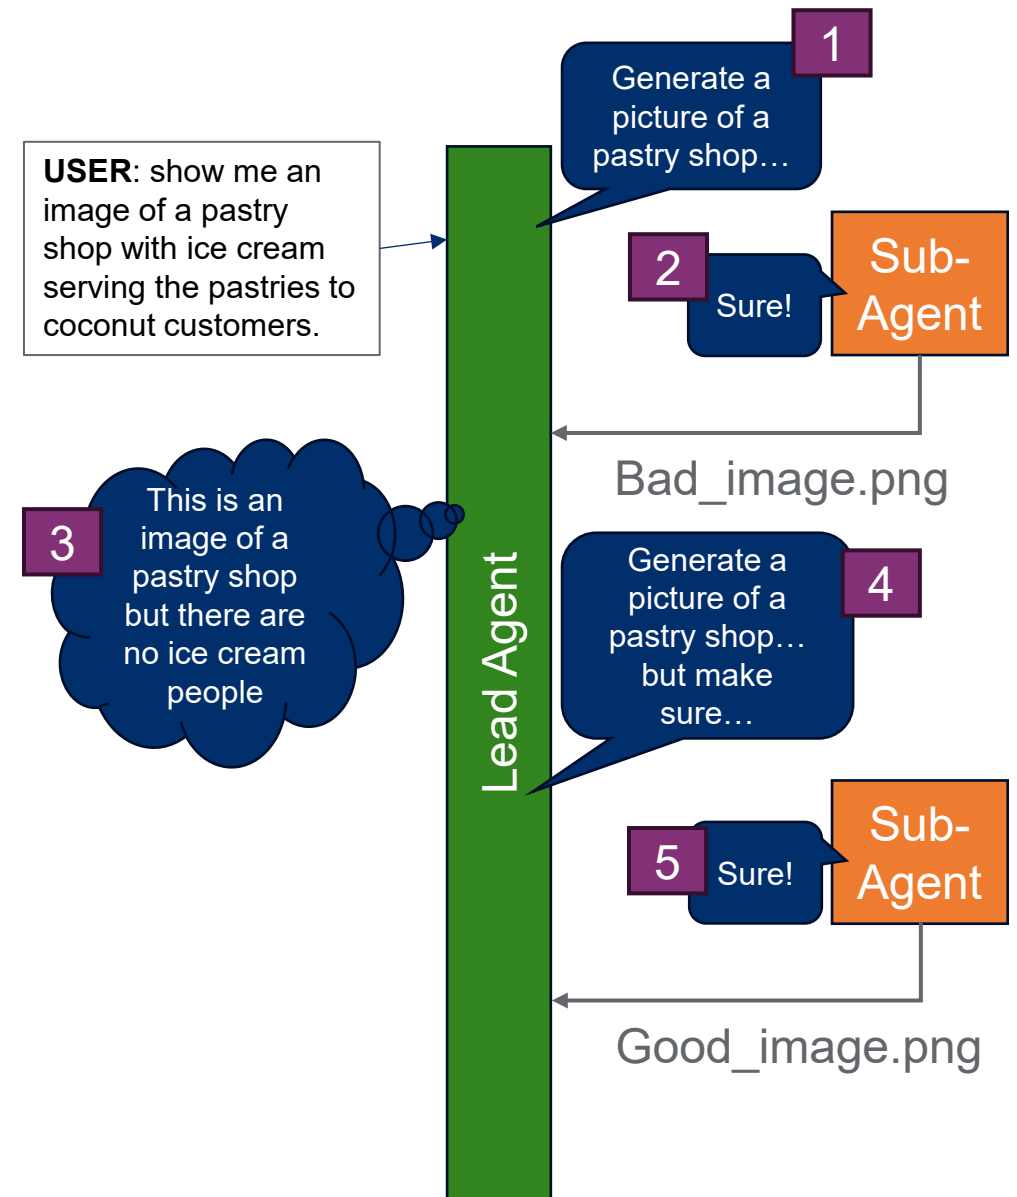 1
Generate a
picture of a
pastry shop…
USER: show me an
image of a pastry
shop with ice cream
serving the pastries to
coconut customers.
2
Sure!
Sub-
Agent
Bad_image.png
3
This is an
image of a
pastry shop
but there are
no ice cream
people
Lead Agent
4
Generate a
picture of a
pastry shop…
but make
sure…
5
Sure!
Sub-
Agent
Good_image.png